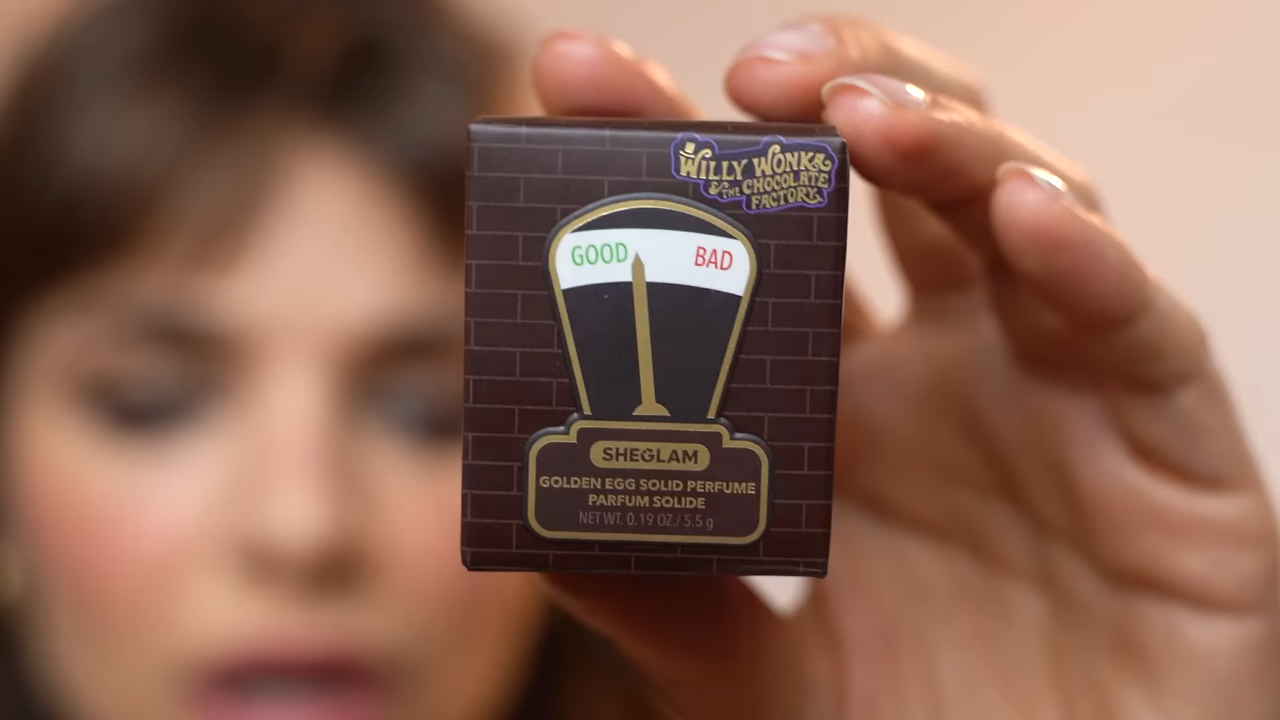 WILLY WONKA
& THE CHOCOLATE
FACTORY
GOOD BAD
SHEGLAM
GOLDEN EGG SOLID PERFUME
PARFUM SOLIDE
NET WT. 0.19 OZ./ 5.5 g